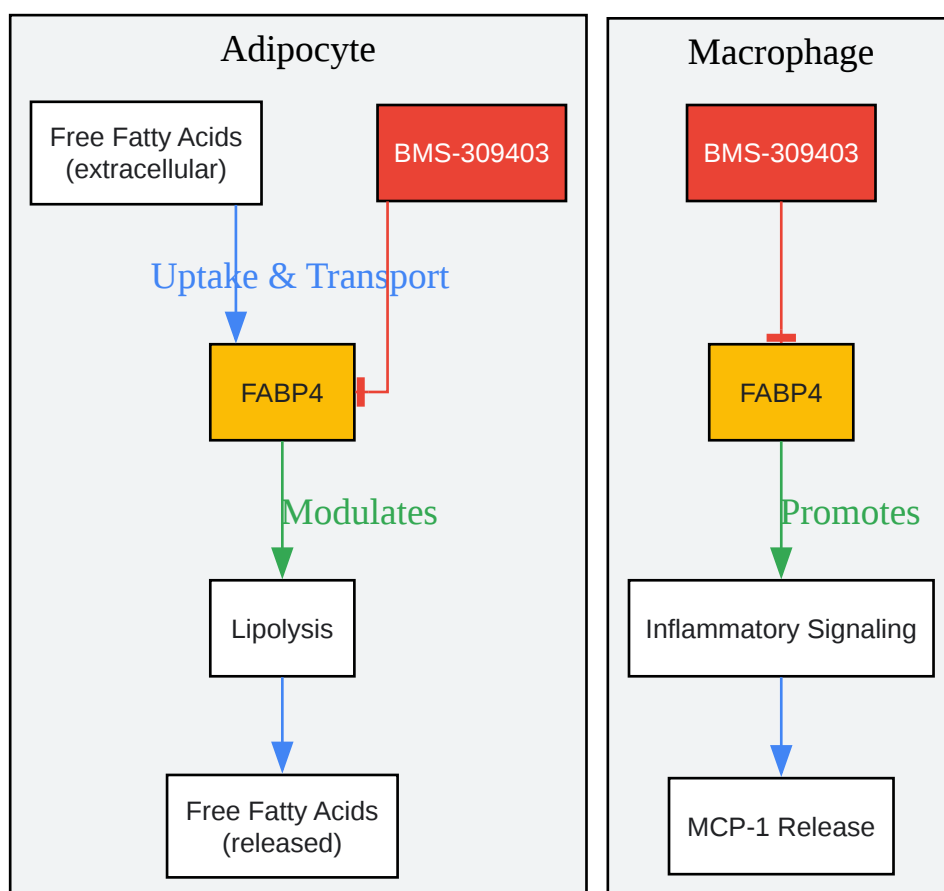 Adipocyte
Free Fatty Acids
(extracellular)
BMS-309403
Uptake & Transport
FABP4
Modulates
Lipolysis
Free Fatty Acids
(released)
Macrophage
BMS-309403
FABP4
Promotes
Inflammatory Signaling
MCP-1 Release